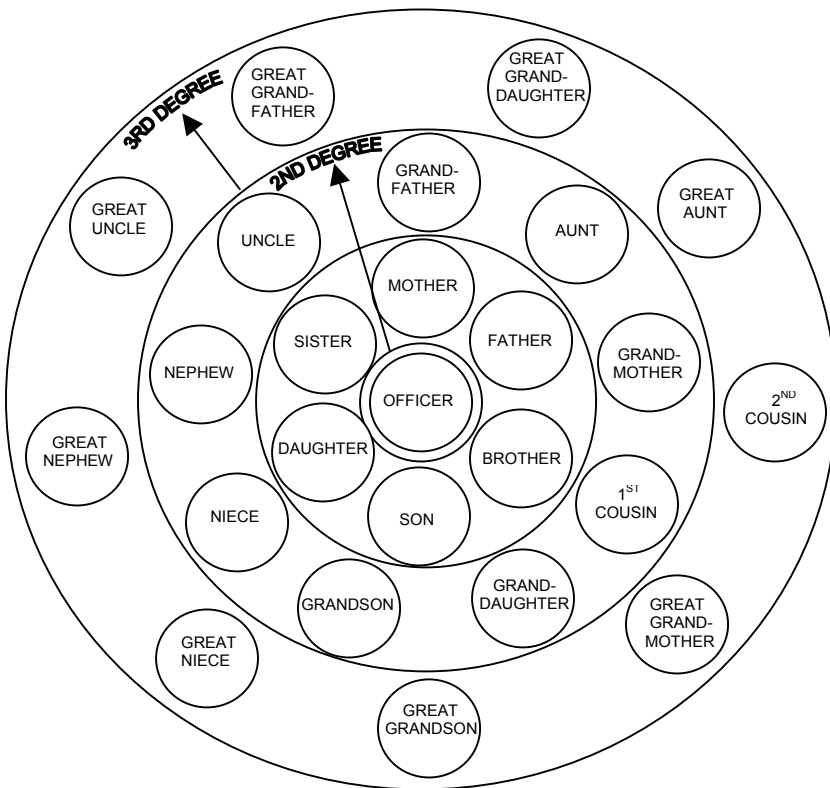 3RD DEGREE
GREAT
GRAND-
FATHER
GREAT
GRAND-
DAUGHTER
2ND DEGREE
GRAND-
FATHER
GREAT
UNCLE
UNCLE
AUNT
GREAT
AUNT
MOTHER
SISTER
FATHER
NEPHEW
GRAND-
MOTHER
OFFICER
2ND
COUSIN
GREAT
NEPHEW
DAUGHTER
BROTHER
1ST
COUSIN
NIECE
SON
GRANDSON
GRAND-
DAUGHTER
GREAT
GRAND-
MOTHER
GREAT
NIECE
GREAT
GRANDSON